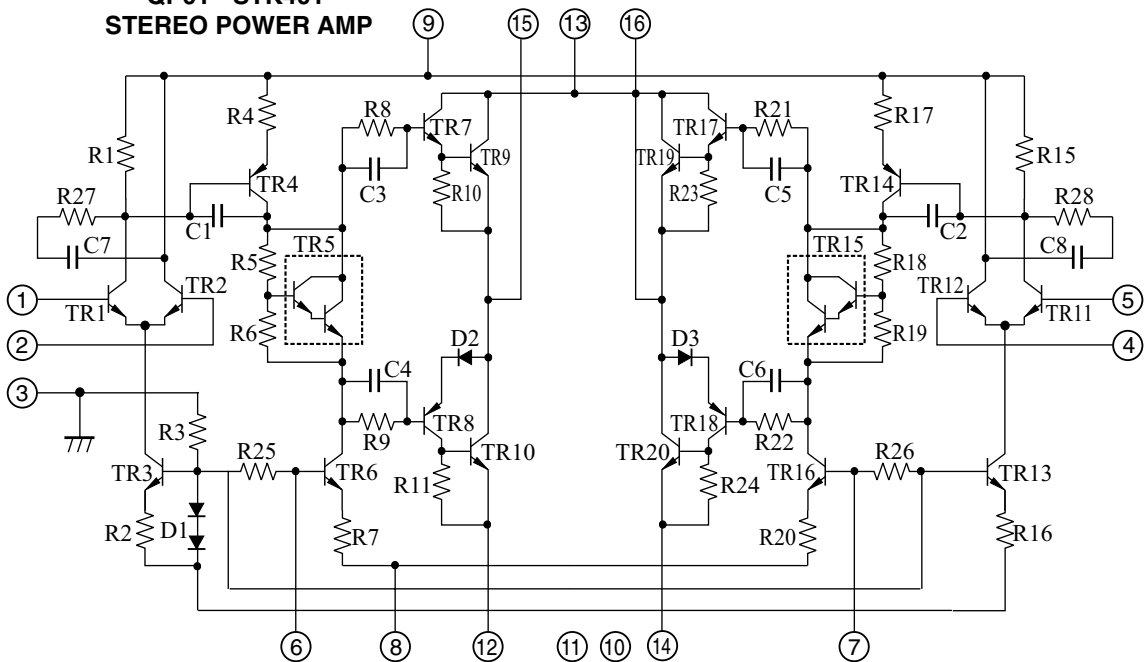 STEREO POWER AMP
9
15
13
16
R4
R8
TR7
TR17
R21
R17
R1
TR9
TR19
R15
R27
TR4
C3
R10
R23
C5
TR14
R28
C1
C2
C7
TR5
TR15
C8
R5
R18
TR2
TR12
1
TR1
TR11
5
R6
R19
2
D2
D3
4
C4
C6
3
R3
R9
TR8
TR18
R22
R25
TR6
TR10
TR20
TR16
R26
TR3
TR13
R11
R24
R2
D1
R7
R20
R16
6
8
12
11
10
14
7